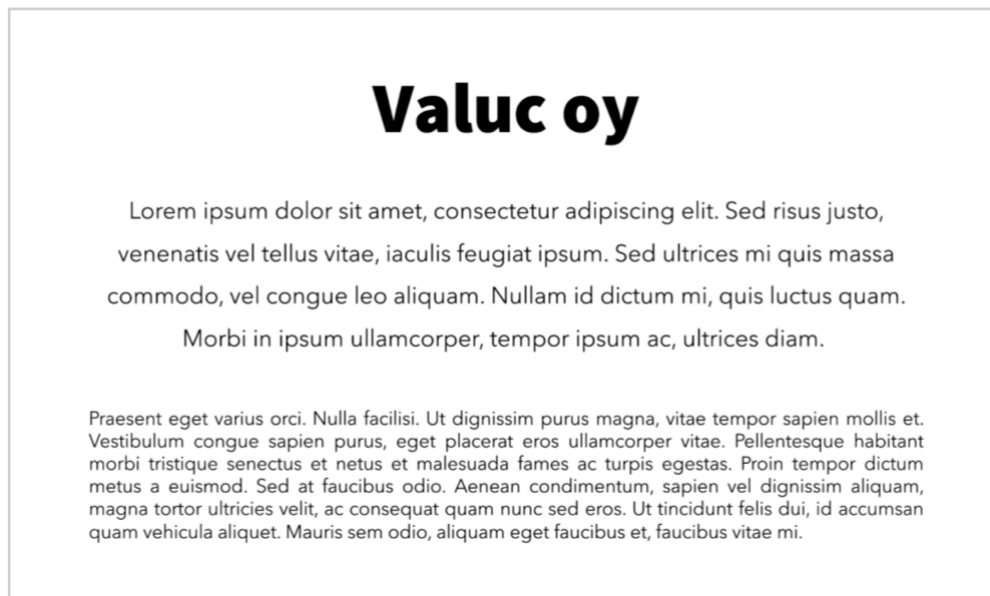 Valuc oy
Lorem ipsum dolor sit amet, consectetur adipiscing elit. Sed risus justo,
venenatis vel tellus vitae, iaculis feugiat ipsum. Sed ultrices mi quis massa
commodo, vel congue leo aliquam. Nullam id dictum mi, quis luctus quam.
Morbi in ipsum ullamcorper, tempor ipsum ac, ultrices diam.
Praesent eget varius orci. Nulla facilisi. Ut dignissim purus magna, vitae tempor sapien mollis et.
Vestibulum congue sapien purus, eget placerat eros ullamcorper vitae. Pellentesque habitant
morbi tristique senectus et netus et malesuada fames ac turpis egestas. Proin tempor dictum
metus a euismod. Sed at faucibus odio. Aenean condimentum, sapien vel dignissim aliquam,
magna tortor ultricies velit, ac consequat quam nunc sed eros. Ut tincidunt felis dui, id accumsan
quam vehicula aliquet. Mauris sem odio, aliquam eget faucibus et, faucibus vitae mi.